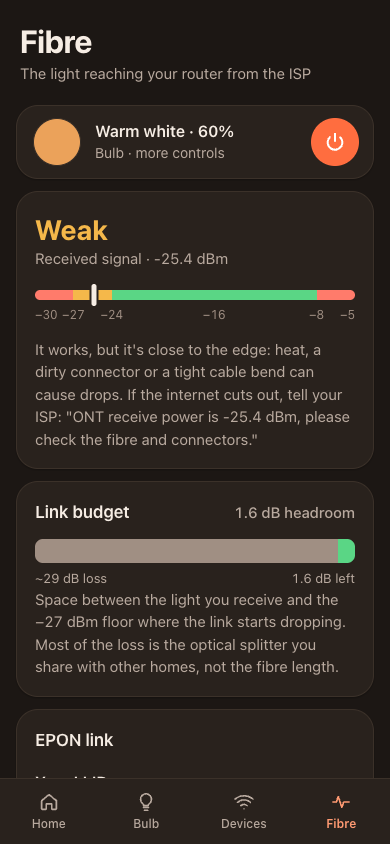 Fibre
The light reaching your router from the ISP
Warm white · 60%
Bulb · more controls
Weak
Received signal · -25.4 dBm
−30 −27 −24 −16 −8 −5
It works, but it's close to the edge: heat, a
dirty connector or a tight cable bend can
cause drops. If the internet cuts out, tell your
ISP: "ONT receive power is -25.4 dBm, please
check the fibre and connectors."
Link budget 1.6 dB headroom
~29 dB loss 1.6 dB left
Space between the light you receive and the
−27 dBm floor where the link starts dropping.
Most of the loss is the optical splitter you
share with other homes, not the fibre length.
EPON link
Home Bulb Devices Fibre